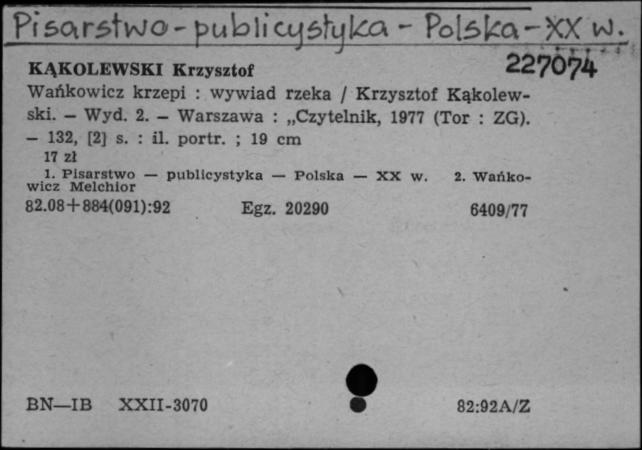 Pisarstwo - publicystyka - Polska - XX w.
227074
KĄKOLEWSKI Krzysztof
Wańkowicz krzepi : wywiad rzeka / Krzysztof Kąkolew-
ski. — Wyd. 2. — Warszawa : „Czytelnik, 1977 (Tor : ZG).
— 132, [2] s. : il. portr. ; 19 cm
17 zł
1. Pisarstwo — publicystyka — Polska — XX w. 2. Wańko-
wicz Melchior
82.08+884(091):92 Egz. 20290 6409/77
BN—IB XXII-3070 82:92A/Z